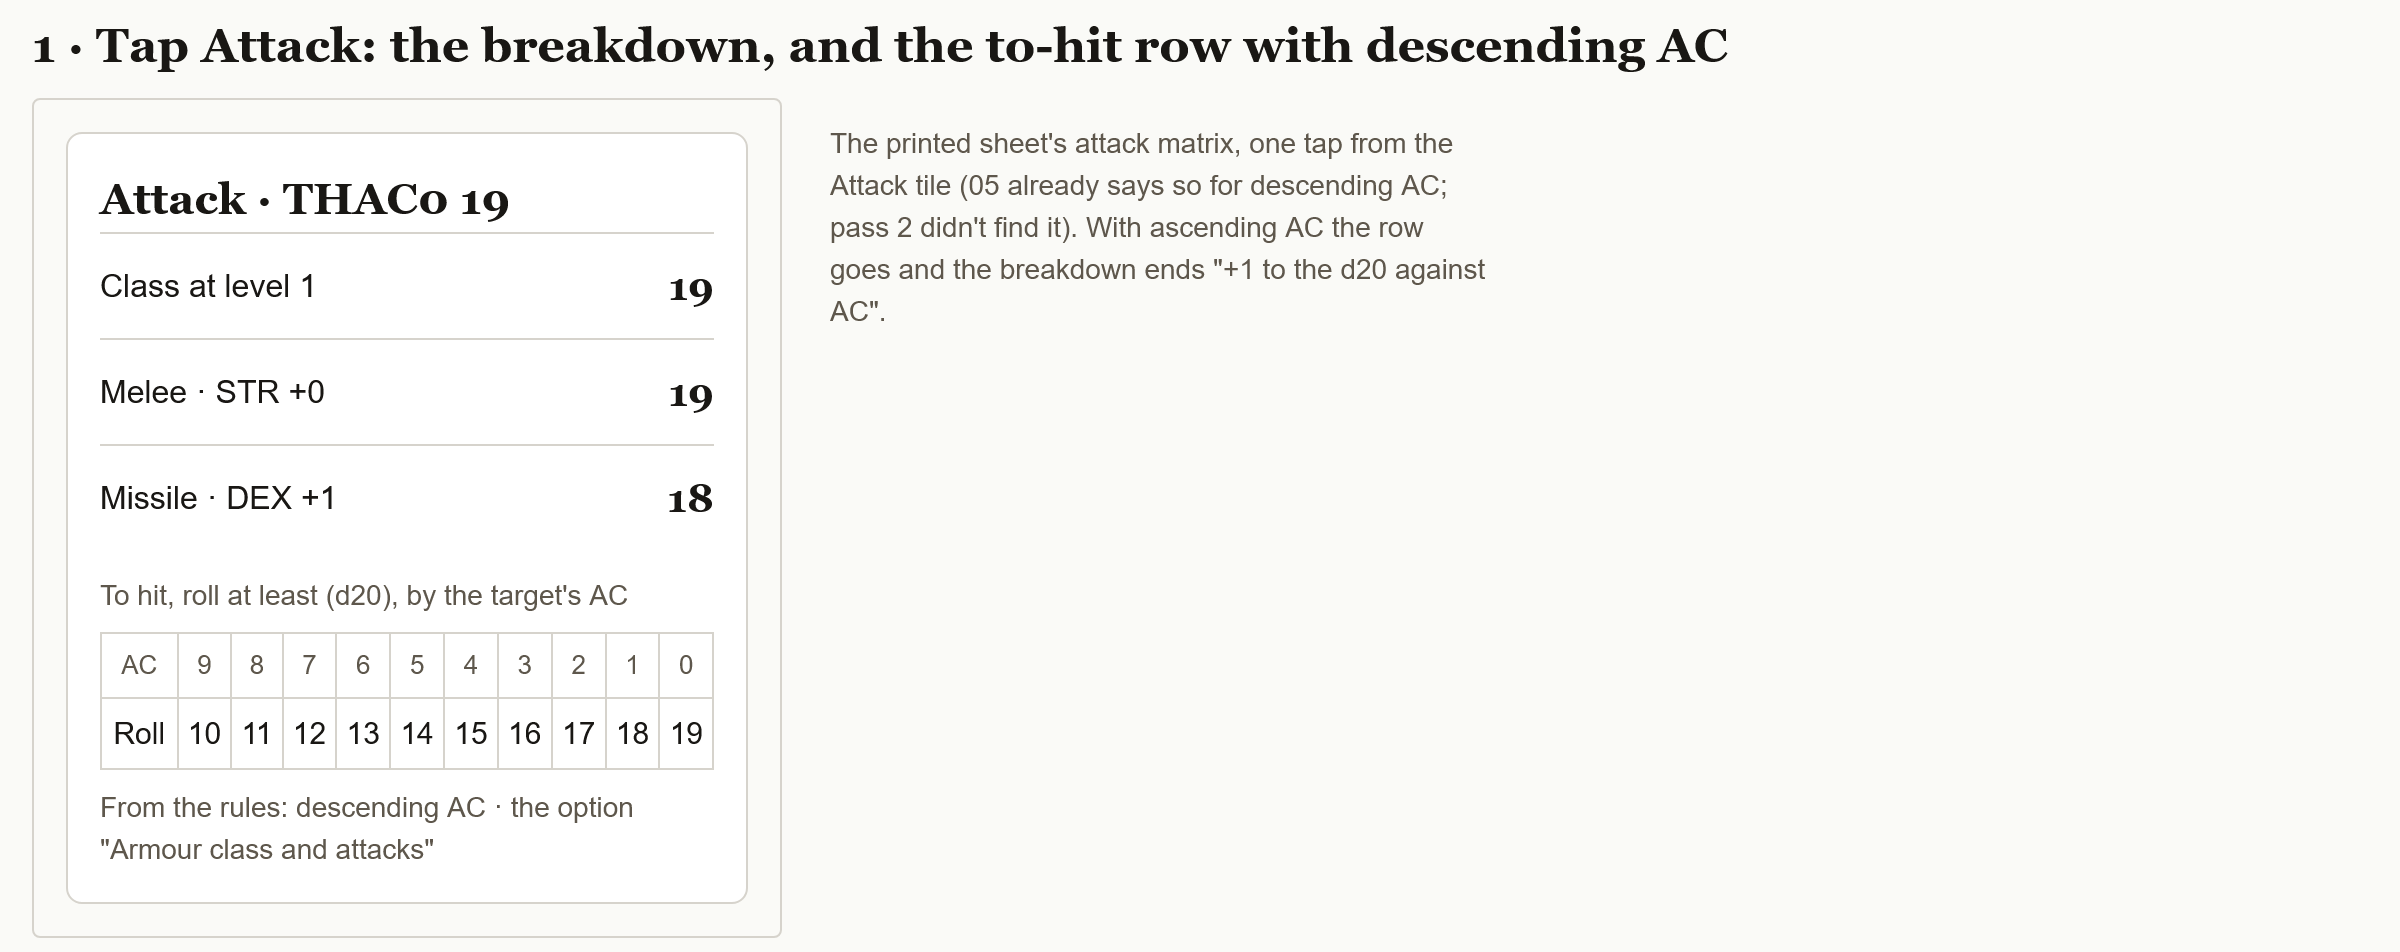 1 · Tap Attack: the breakdown, and the to-hit row with descending AC
Attack · THAC0 19
Class at level 1 19
Melee · STR +0 19
Missile · DEX +1 18
To hit, roll at least (d20), by the target's AC
AC 9 8 7 6 5 4 3 2 1 0
Roll 10 11 12 13 14 15 16 17 18 19
From the rules: descending AC · the option
"Armour class and attacks"
The printed sheet's attack matrix, one tap from the
Attack tile (05 already says so for descending AC;
pass 2 didn't find it). With ascending AC the row
goes and the breakdown ends "+1 to the d20 against
AC".